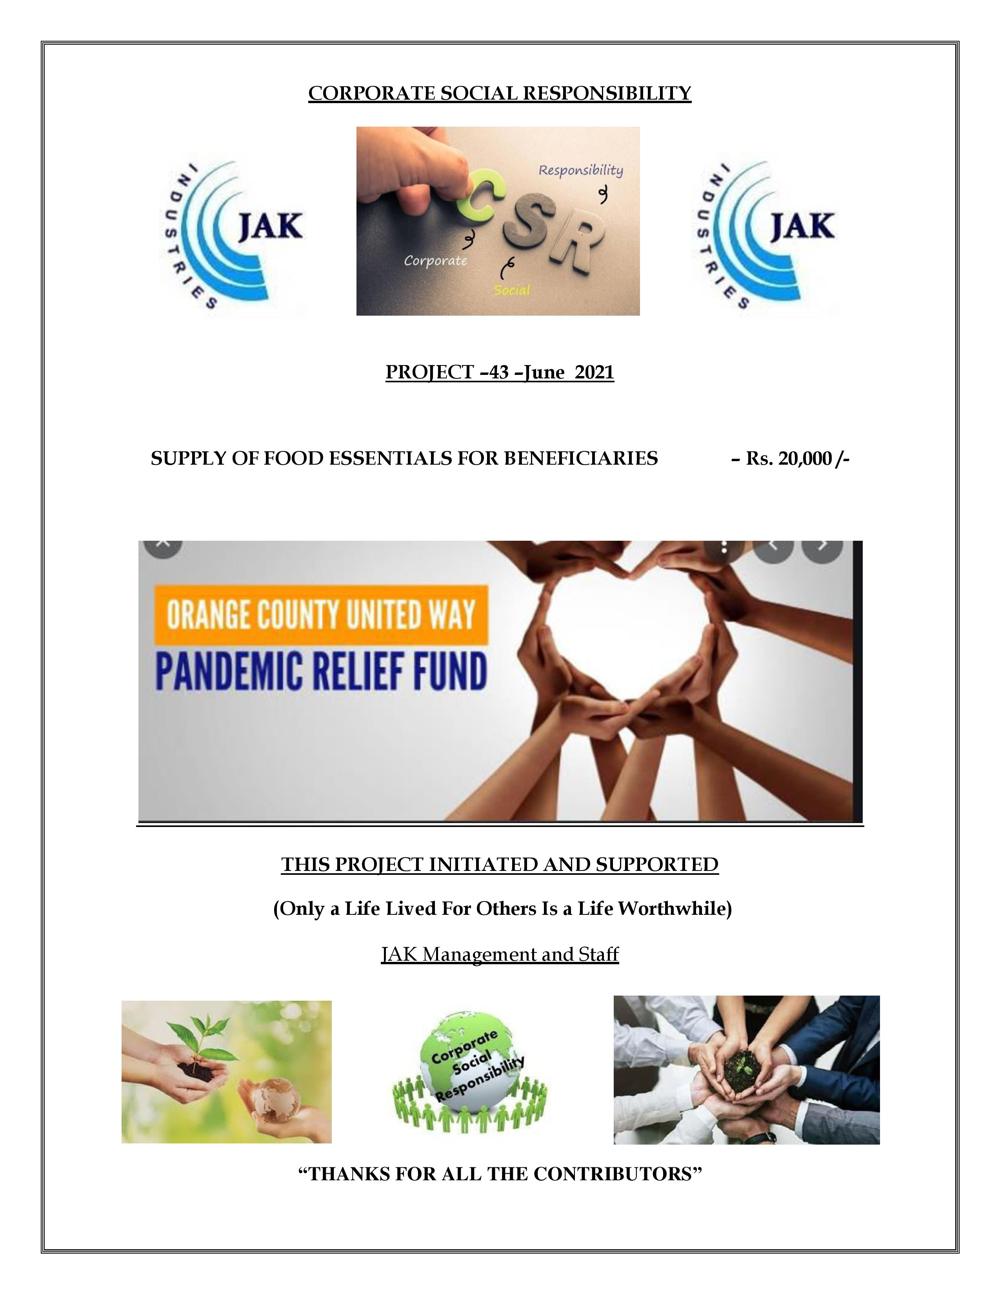 CORPORATE SOCIAL RESPONSIBILITY
INDUSTRIES
JAK
Responsibility
CSR
Corporate
Social
INDUSTRIES
JAK
PROJECT –43 –June  2021
SUPPLY OF FOOD ESSENTIALS FOR BENEFICIARIES – Rs. 20,000 /-
ORANGE COUNTY UNITED WAY
PANDEMIC RELIEF FUND
THIS PROJECT INITIATED AND SUPPORTED
(Only a Life Lived For Others Is a Life Worthwhile)
JAK Management and Staff
Corporate
Social
Responsibility
“THANKS FOR ALL THE CONTRIBUTORS”